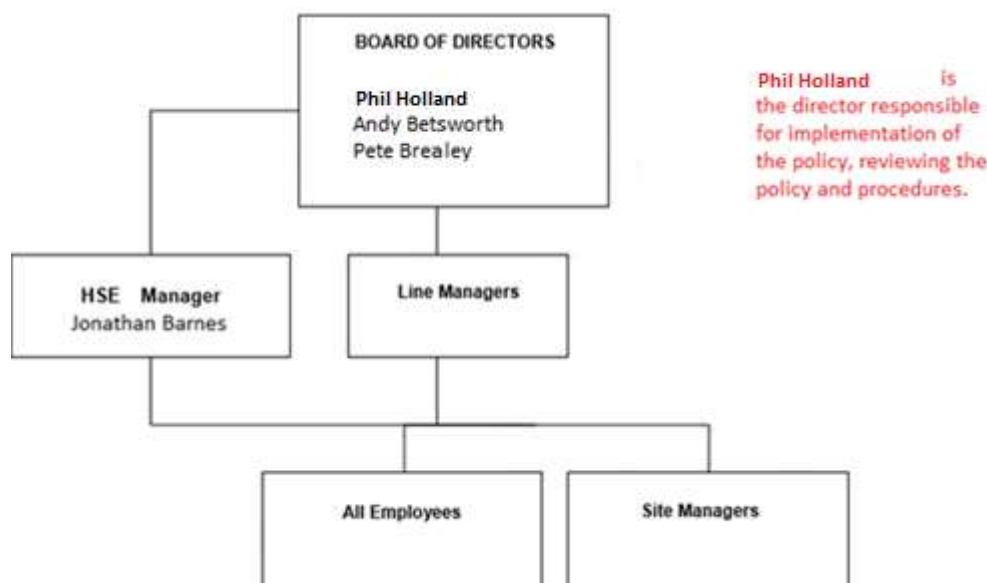 BOARD OF DIRECTORS
Phil Holland
Andy Betsworth
Pete Brealey
Phil Holland is
the director responsible
for implementation of
the policy, reviewing the
policy and procedures.
HSE Manager
Jonathan Barnes
Line Managers
All Employees
Site Managers